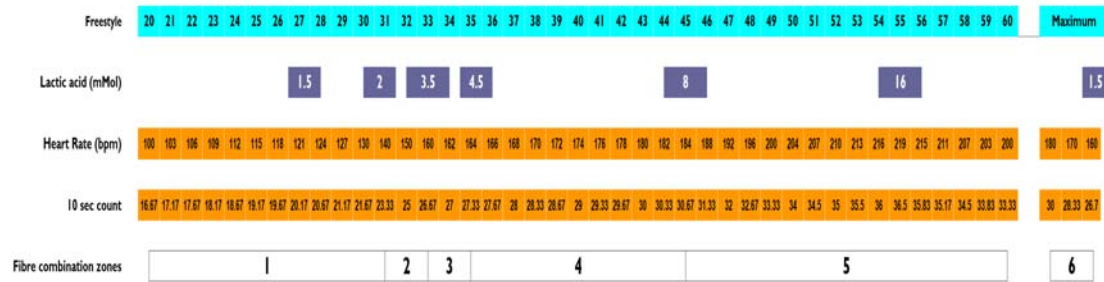 Freestyle 20 21 22 23 24 25 26 27 28 29 30 31 32 33 34 35 36 37 38 39 40 41 42 43 44 45 46 47 48 49 50 51 52 53 54 55 56 57 58 59 60 Maximum
Lactic acid (mMol) 1.5 2 3.5 4.5 8 16 1.5
Heart Rate (bpm) 100 103 106 109 112 115 118 121 124 127 130 140 150 160 162 164 166 168 170 172 174 176 178 180 182 184 188 192 196 200 204 207 210 213 216 219 215 211 207 203 200 180 170 160
10 sec count 16.67 17.17 17.67 18.17 18.67 19.17 19.67 20.17 20.67 21.17 21.67 23.33 25 26.67 27 27.33 27.67 28 28.33 28.67 29 29.33 29.67 30 30.33 30.67 31.33 32 32.67 33.33 34 34.5 35 35.5 36 36.5 35.83 35.17 34.5 33.83 33.33 30 28.33 26.7
Fibre combination zones 1 2 3 4 5 6